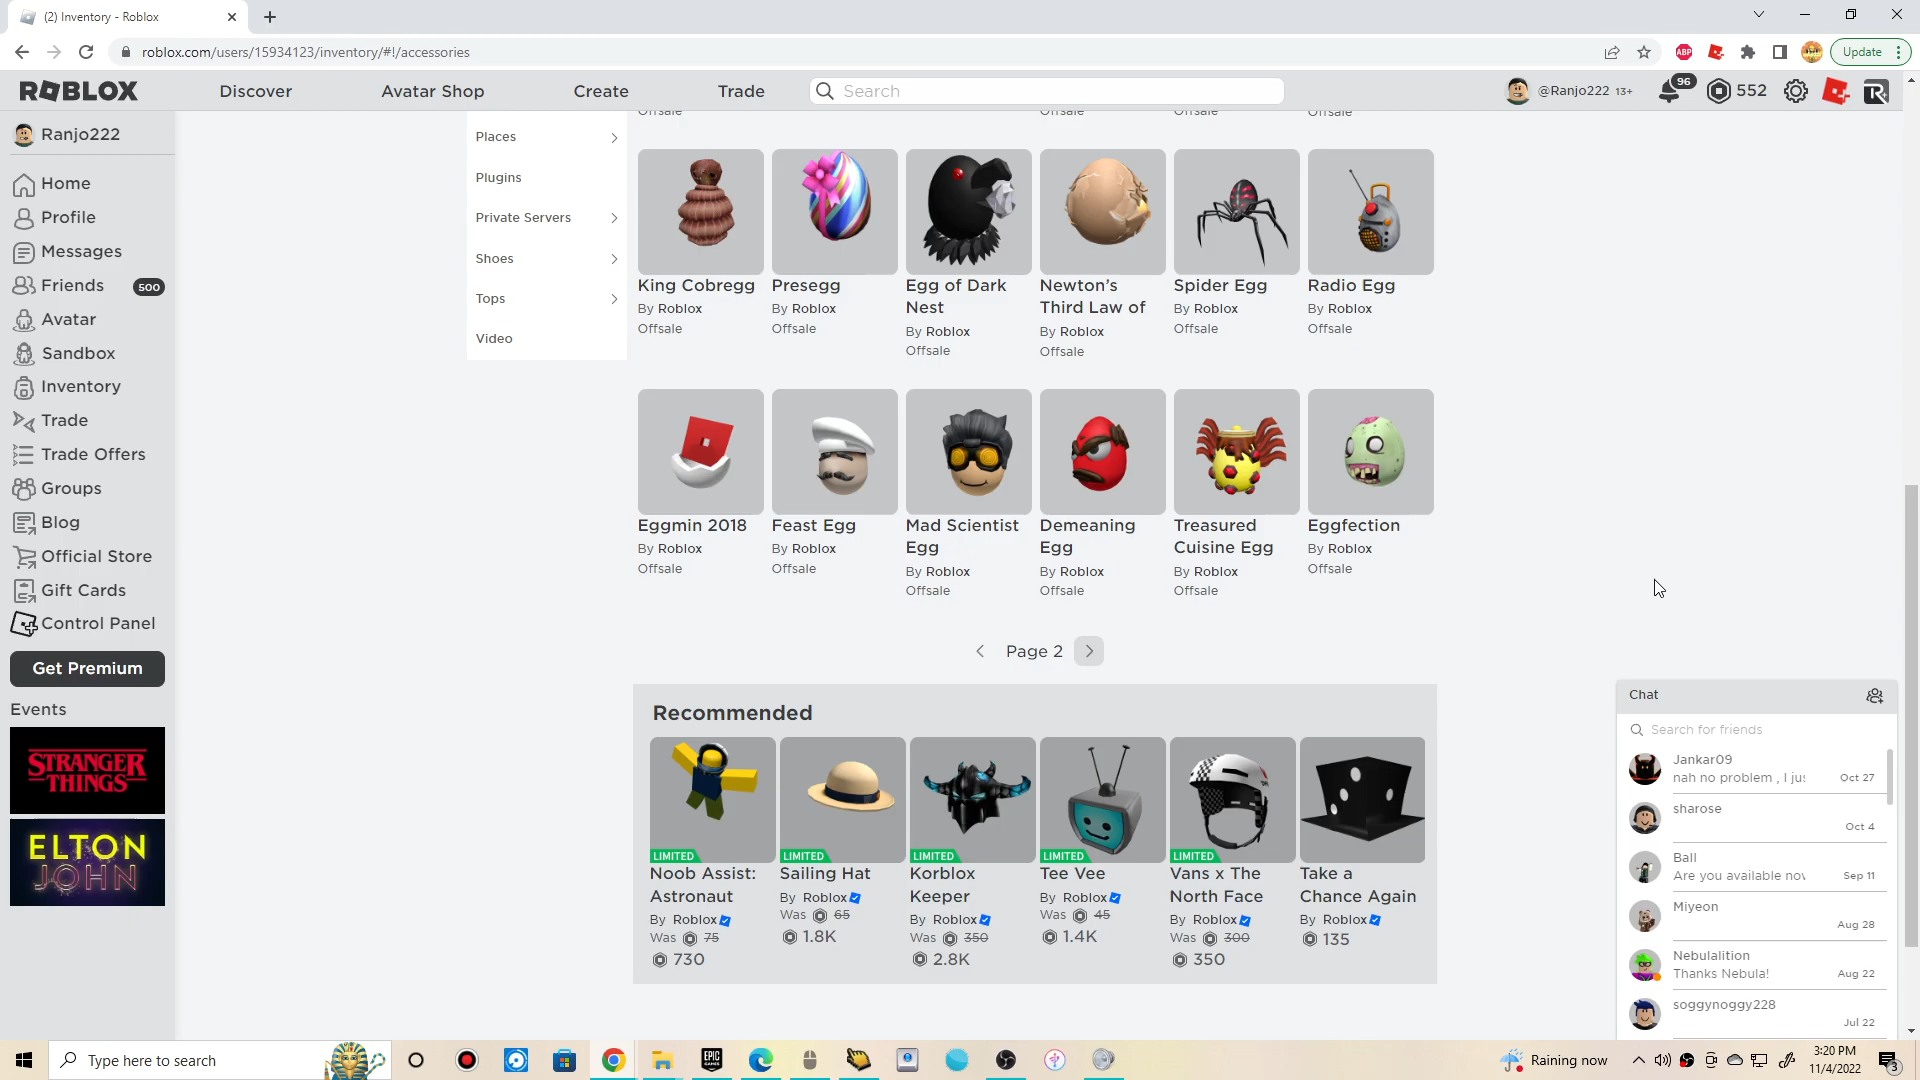 (2) Inventory - Roblox
roblox.com/users/15934123/inventory/#!/accessories
ABP
Update
ROBLOX
Discover
Avatar Shop
Create
Trade
Search
@Ranjo222 13+
96
552
Ranjo222
Home
Profile
Messages
Friends
500
Avatar
Sandbox
Inventory
Trade
Trade Offers
Groups
Blog
Official Store
Gift Cards
Control Panel
Get Premium
Events
STRANGER
THINGS
ELTON
JOHN
Places
Plugins
Private Servers
Shoes
Tops
Video
Offsale
Offsale
Offsale
Offsale
King Cobregg
By Roblox
Offsale
Presegg
By Roblox
Offsale
Egg of Dark
Nest
By Roblox
Offsale
Newton's
Third Law of
By Roblox
Offsale
Spider Egg
By Roblox
Offsale
Radio Egg
By Roblox
Offsale
Eggmin 2018
By Roblox
Offsale
Feast Egg
By Roblox
Offsale
Mad Scientist
Egg
By Roblox
Offsale
Demeaning
Egg
By Roblox
Offsale
Treasured
Cuisine Egg
By Roblox
Offsale
Eggfection
By Roblox
Offsale
Page 2
Recommended
LIMITED
Noob Assist:
Astronaut
By Roblox
Was 75
730
LIMITED
Sailing Hat
By Roblox
Was 65
1.8K
LIMITED
Korblox
Keeper
By Roblox
Was 350
2.8K
LIMITED
Tee Vee
By Roblox
Was 45
1.4K
LIMITED
Vans x The
North Face
By Roblox
Was 300
350
Take a
Chance Again
By Roblox
135
Chat
Search for friends
Jankar09
nah no problem , I jus
Oct 27
sharose
Oct 4
Ball
Are you available nov
Sep 11
Miyeon
Aug 28
Nebulalition
Thanks Nebula!
Aug 22
soggynoggy228
Jul 22
Type here to search
EPIC
GAMES
Raining now
3:20 PM
11/4/2022
3